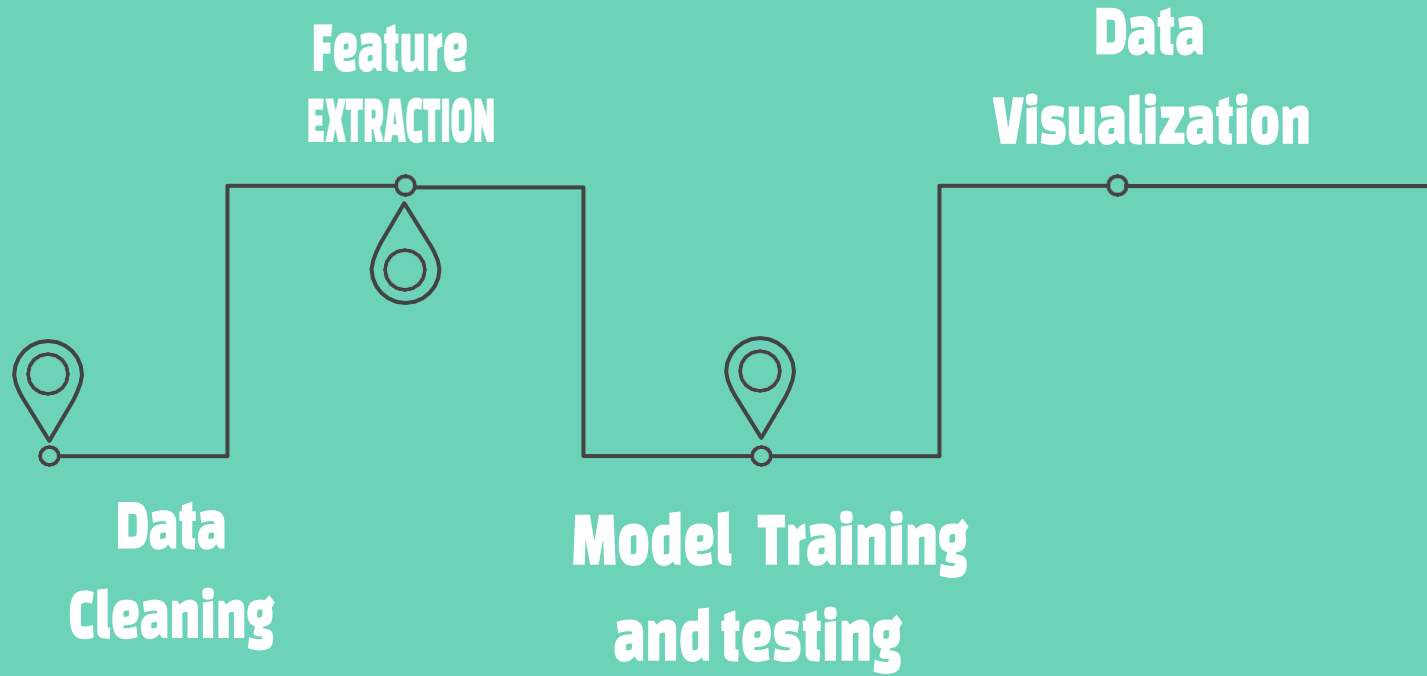 Data
Cleaning
Feature
EXTRACTION
Model Training
and testing
Data
Visualization